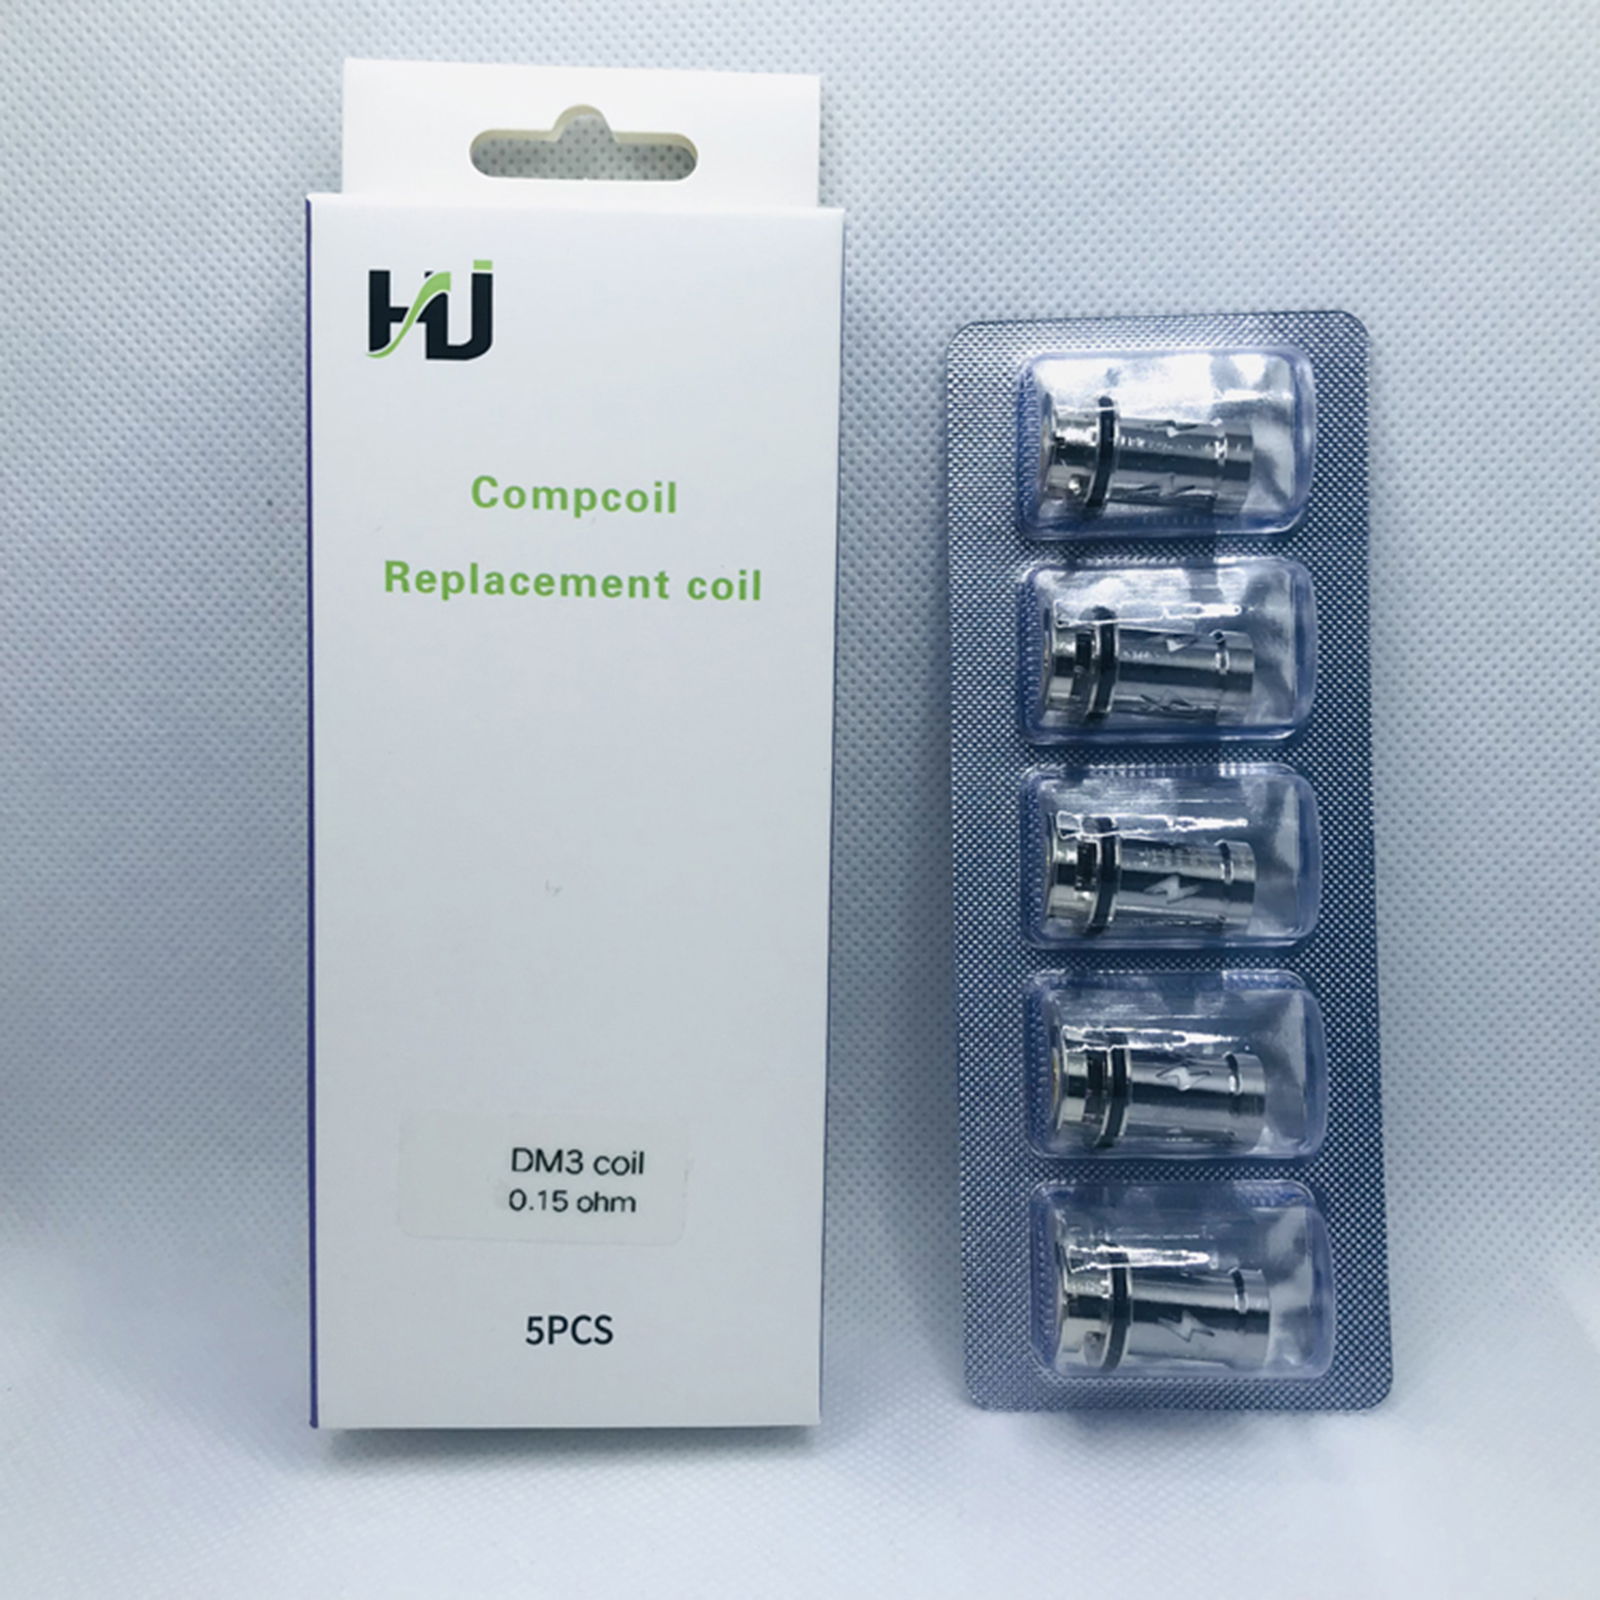 HJ
Compcoil
Replacement coil
DM3 coil
0.15 ohm
5PCS